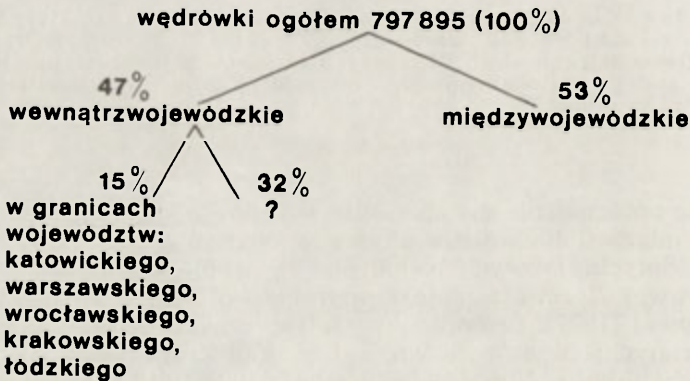 wędrówki ogółem 797 895 (100%)
47%
wewnątrzwojewódzkie
53%
międzywojewódzkie
15%
w granicach
województw:
katowickiego,
warszawskiego,
wrocławskiego,
krakowskiego,
łódzkiego
32%
?